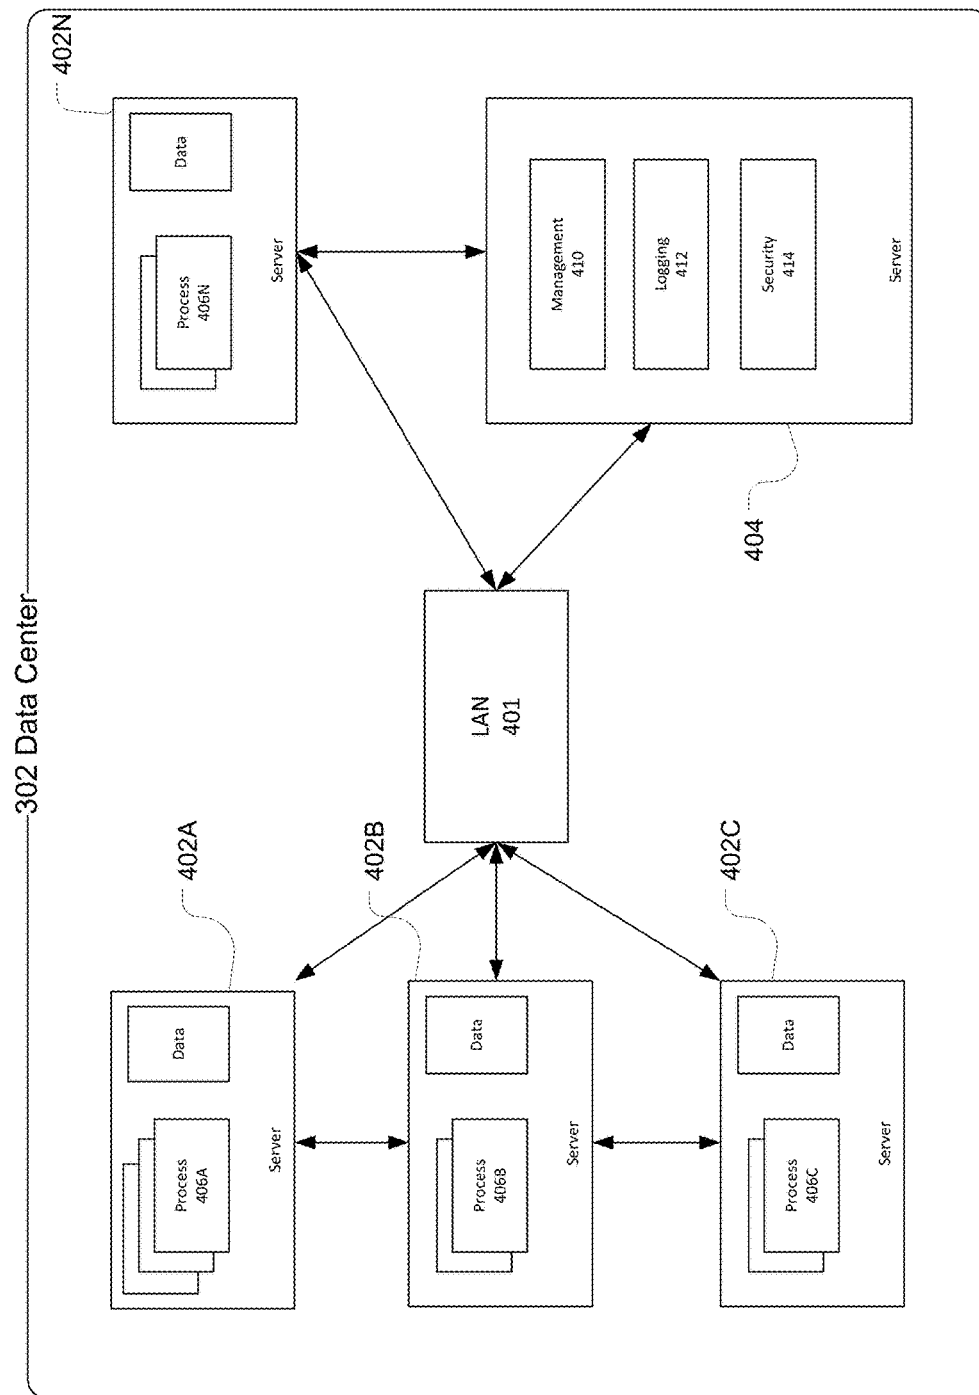 302 Data Center
402A
Data
Process
406A
Server
402B
Data
Process
406B
Server
402C
Data
Process
406C
Server
LAN
401
402N
Data
Process
406N
Server
Management
410
Logging
412
Security
414
Server
404